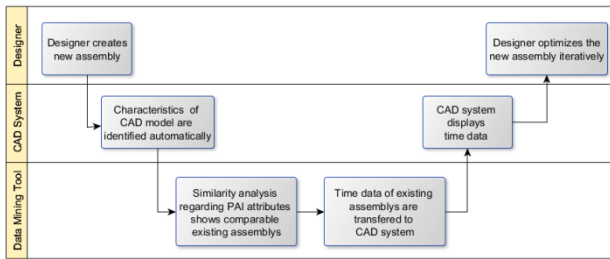 Designer
Designer creates
new assembly
Designer optimizes the
new assembly iteratively
CAD System
Characteristics of
CAD model are
identified automatically
CAD system
displays
time data
Data Mining Tool
Similarity analysis
regarding PAI attributes
shows comparable
existing assemblys
Time data of existing
assemblys are
transfered to
CAD system